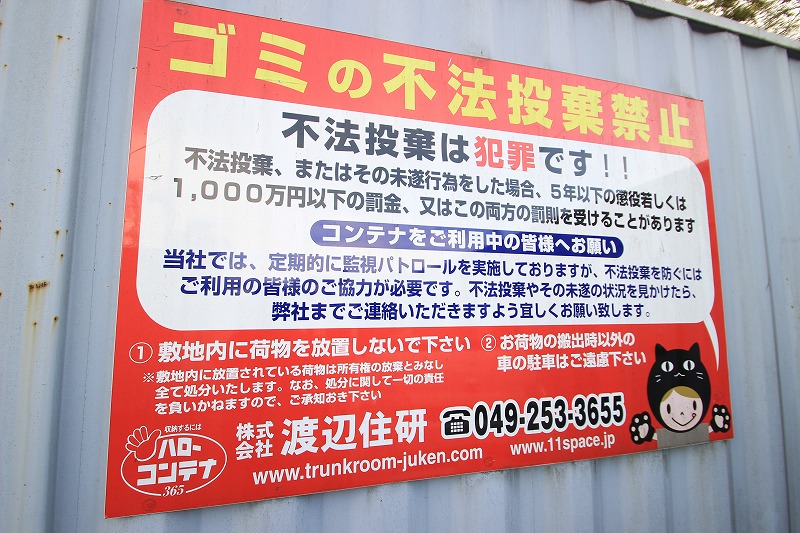 ゴミの不法投棄禁止
不法投棄は犯罪です!!
不法投棄、またはその未遂行為をした場合、5年以下の懲役若しくは
1,000万円以下の罰金、又はこの両方の罰則を受けることがあります
コンテナをご利用中の皆様へお願い
当社では、定期的に監視パトロールを実施しておりますが、不法投棄を防ぐには
ご利用の皆様のご協力が必要です。不法投棄やその未遂の状況を見かけたら、
弊社までご連絡いただきますよう宜しくお願い致します。
① 敷地内に荷物を放置しないで下さい
※敷地内に放置されている荷物は所有権の放棄とみなし
全て処分いたします。なお、処分に関して一切の責任
を負いかねますので、ご承知おき下さい
② お荷物の搬出時以外の
車の駐車はご遠慮下さい
収納するには
ハローコンテナ
365
株式会社 渡辺住研 ☎049-253-3655
www.trunkroom-juken.com www.11space.jp